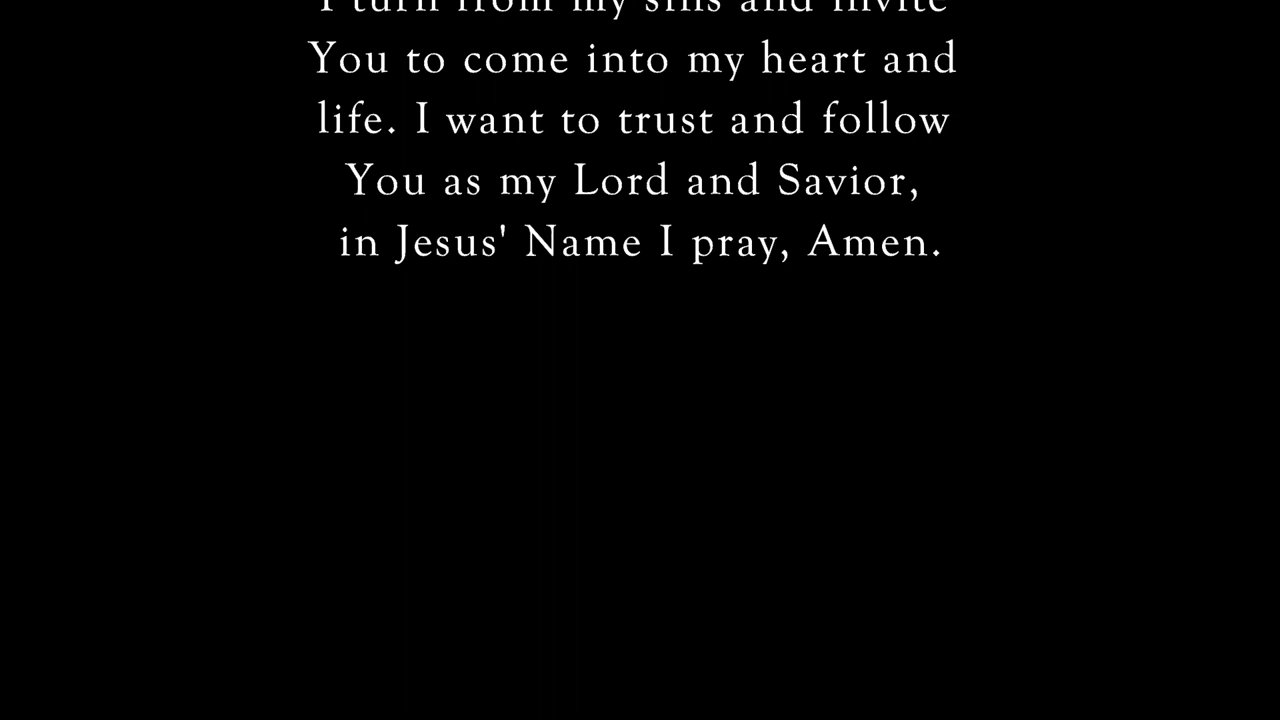 I turn from my sins and invite
You to come into my heart and
life. I want to trust and follow
You as my Lord and Savior,
in Jesus' Name I pray, Amen.